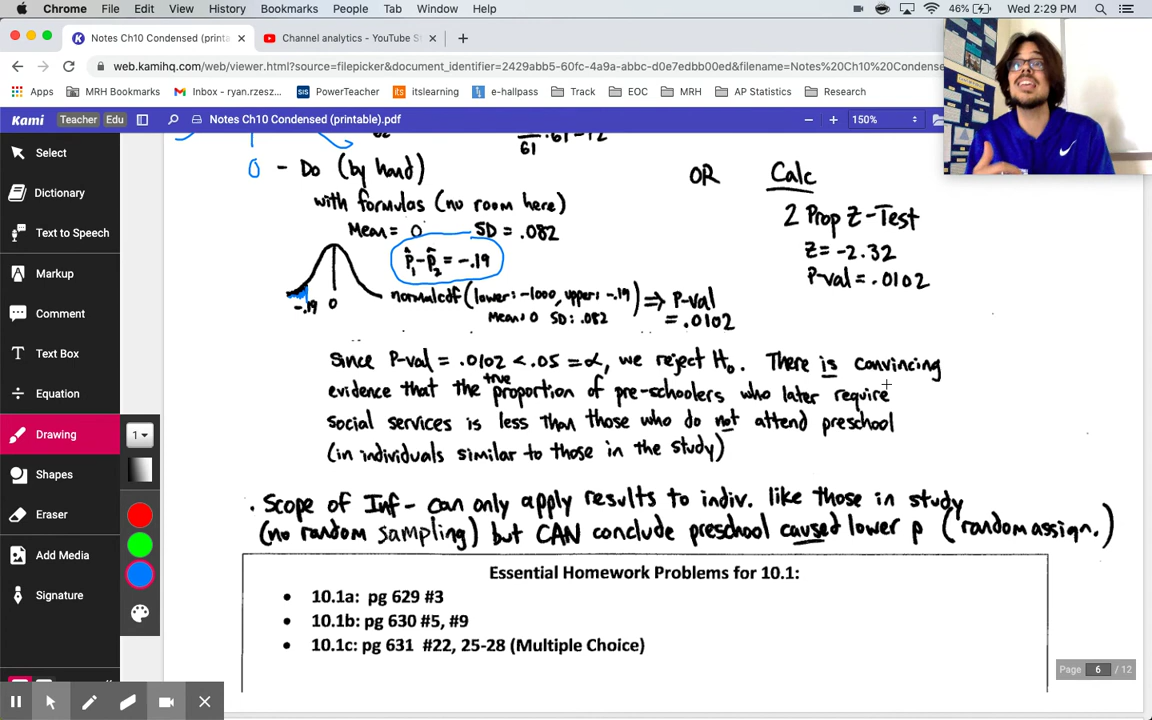 Chrome File Edit View History Bookmarks People Tab Window Help 46% Wed 2:29 PM
Notes Ch10 Condensed (printa Channel analytics - YouTube S
web.kamihq.com/web/viewer.html?source=filepicker&document_identifier=2429abb5-60fc-4a9a-abbc-d0e7edbb00ed&filename=Notes%20Ch10%20Condense
Apps MRH Bookmarks Inbox - ryan.rzesz... SIS PowerTeacher its itslearning e-hallpass Track EOC MRH AP Statistics Research
Kami Teacher Edu Notes Ch10 Condensed (printable).pdf 150%
Select
Dictionary
Text to Speech
Markup
Comment
Text Box
Equation
Drawing
Shapes
Eraser
Add Media
Signature
1
61
O - Do (by hand)
with formulas (no room here)
Mean = 0 SD = .082
p̂₁-p̂₂ = -.19
-.19 0
normalcdf (lower: -1000, upper: -.19) ⇒ P-val
Mean: 0 SD: .082 = .0102
OR Calc
2 Prop Z-Test
Z = -2.32
P-val = .0102
Since P-val = .0102 < .05 = α, we reject H₀. There is convincing
evidence that the true proportion of pre-schoolers who later require
social services is less than those who do not attend preschool
(in individuals similar to those in the study)
. Scope of Inf - can only apply results to indiv. like those in study
(no random sampling) but CAN conclude preschool caused lower p (random assign.)
Essential Homework Problems for 10.1:
• 10.1a: pg 629 #3
• 10.1b: pg 630 #5, #9
• 10.1c: pg 631 #22, 25-28 (Multiple Choice)
Page 6 / 12